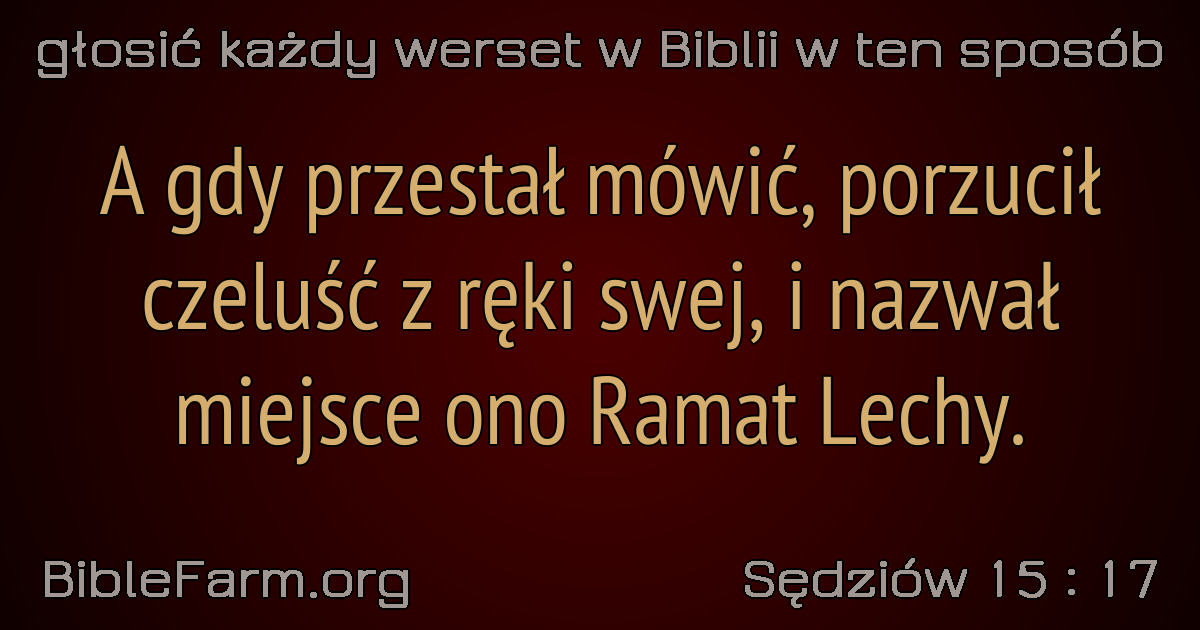 głosić każdy werset w Biblii w ten sposób
A gdy przestał mówić, porzucił
czeluść z ręki swej, i nazwał
miejsce ono Ramat Lechy.
BibleFarm.org
Sędziów 15 : 17